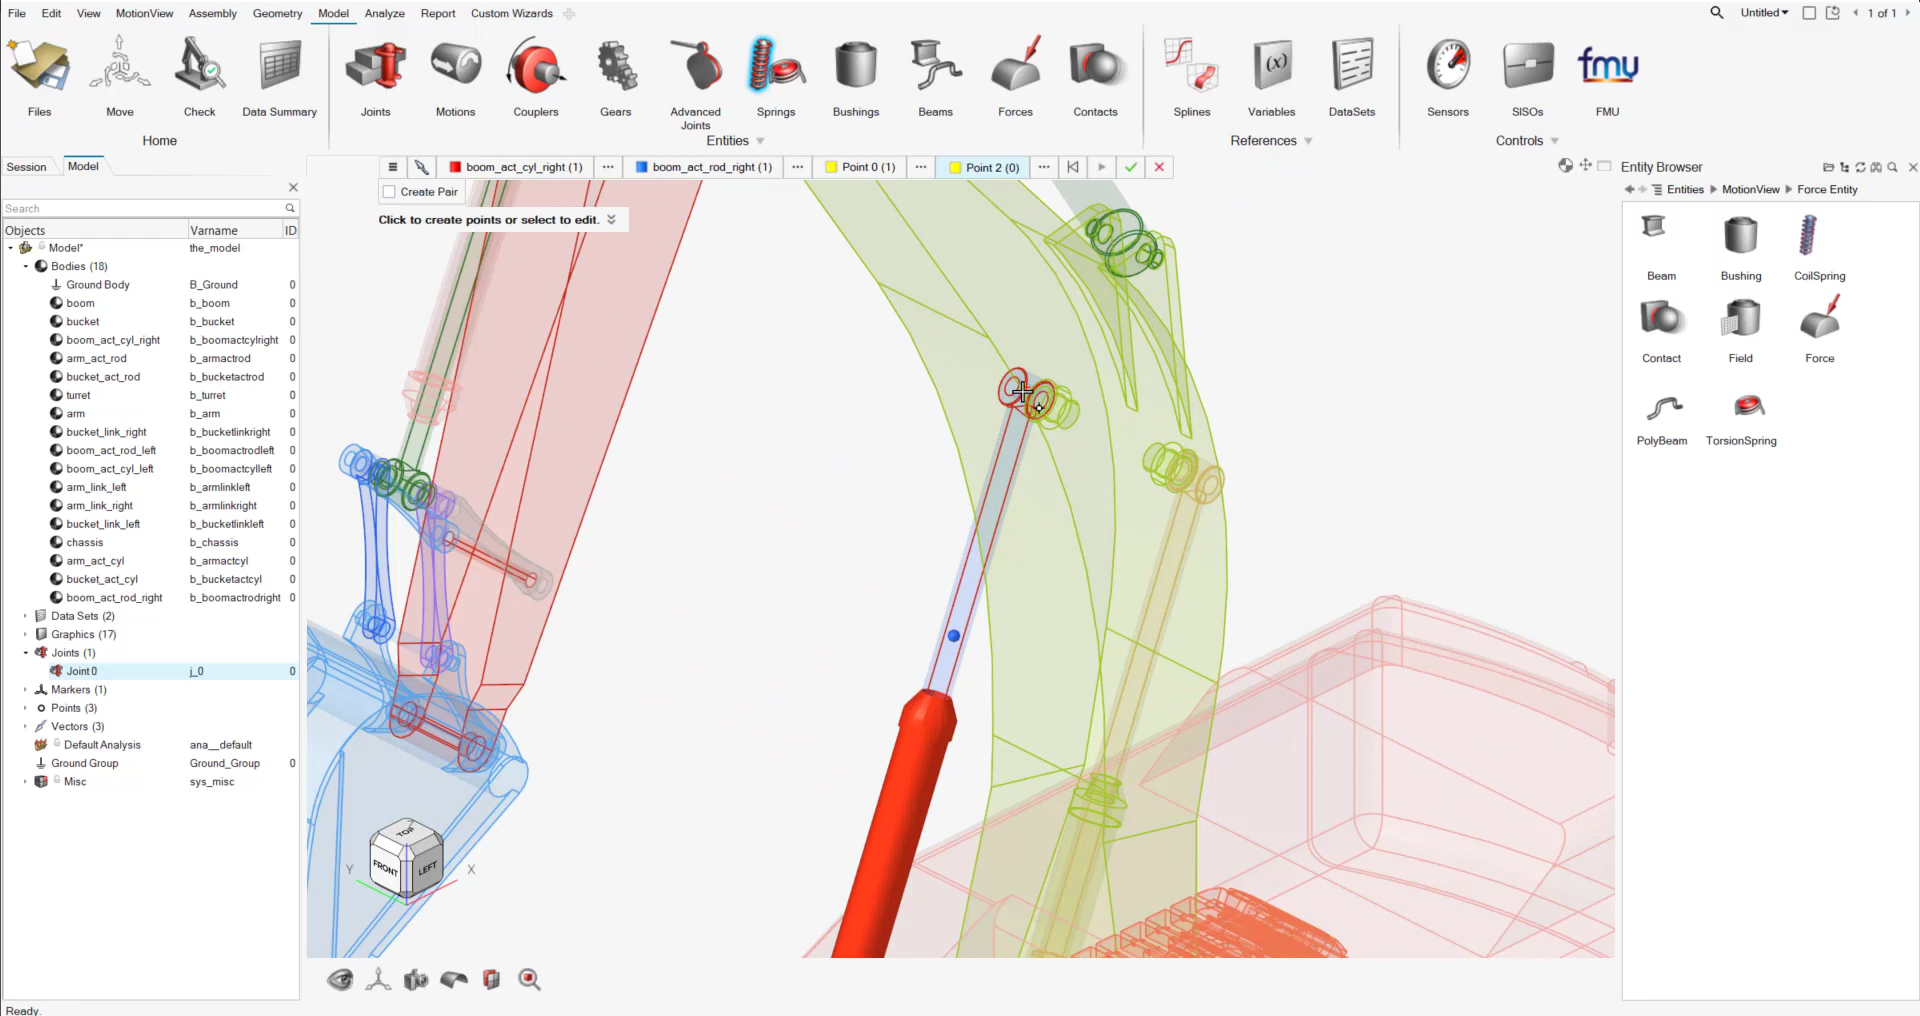 File Edit View MotionView Assembly Geometry Model Analyze Report Custom Wizards
Untitled 1 of 1
Files Move Check Data Summary Joints Motions Couplers Gears Advanced Joints Springs Bushings Beams Forces Contacts Splines Variables DataSets Sensors SISOs FMU
(x) fmu
Home Entities References Controls
Session Model
boom_act_cyl_right (1) boom_act_rod_right (1) Point 0 (1) Point 2 (0)
Create Pair
Click to create points or select to edit.
Search
Objects Varname ID
Model* the_model
Bodies (18)
Ground Body B_Ground 0
boom b_boom 0
bucket b_bucket 0
boom_act_cyl_right b_boomactcylright 0
arm_act_rod b_armactrod 0
bucket_act_rod b_bucketactrod 0
turret b_turret 0
arm b_arm 0
bucket_link_right b_bucketlinkright 0
boom_act_rod_left b_boomactrodleft 0
boom_act_cyl_left b_boomactcylleft 0
arm_link_left b_armlinkleft 0
arm_link_right b_armlinkright 0
bucket_link_left b_bucketlinkleft 0
chassis b_chassis 0
arm_act_cyl b_armactcyl 0
bucket_act_cyl b_bucketactcyl 0
boom_act_rod_right b_boomactrodright 0
Data Sets (2)
Graphics (17)
Joints (1)
Joint 0 j_0 0
Markers (1)
Points (3)
Vectors (3)
Default Analysis ana__default
Ground Group Ground_Group 0
Misc sys_misc
TOP
FRONT LEFT
Y X
Entity Browser
Entities MotionView Force Entity
Beam Bushing CoilSpring
Contact Field Force
PolyBeam TorsionSpring
Ready.